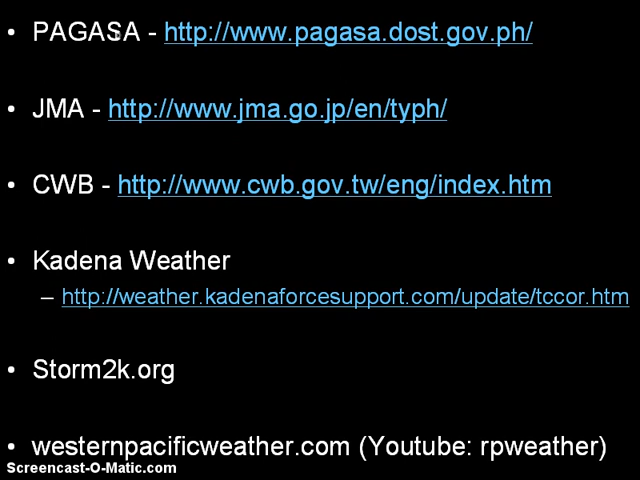 • PAGASA - http://www.pagasa.dost.gov.ph/
• JMA - http://www.jma.go.jp/en/typh/
• CWB - http://www.cwb.gov.tw/eng/index.htm
• Kadena Weather
– http://weather.kadenaforcesupport.com/update/tccor.htm
• Storm2k.org
• westernpacificweather.com (Youtube: rpweather)
Screencast-O-Matic.com